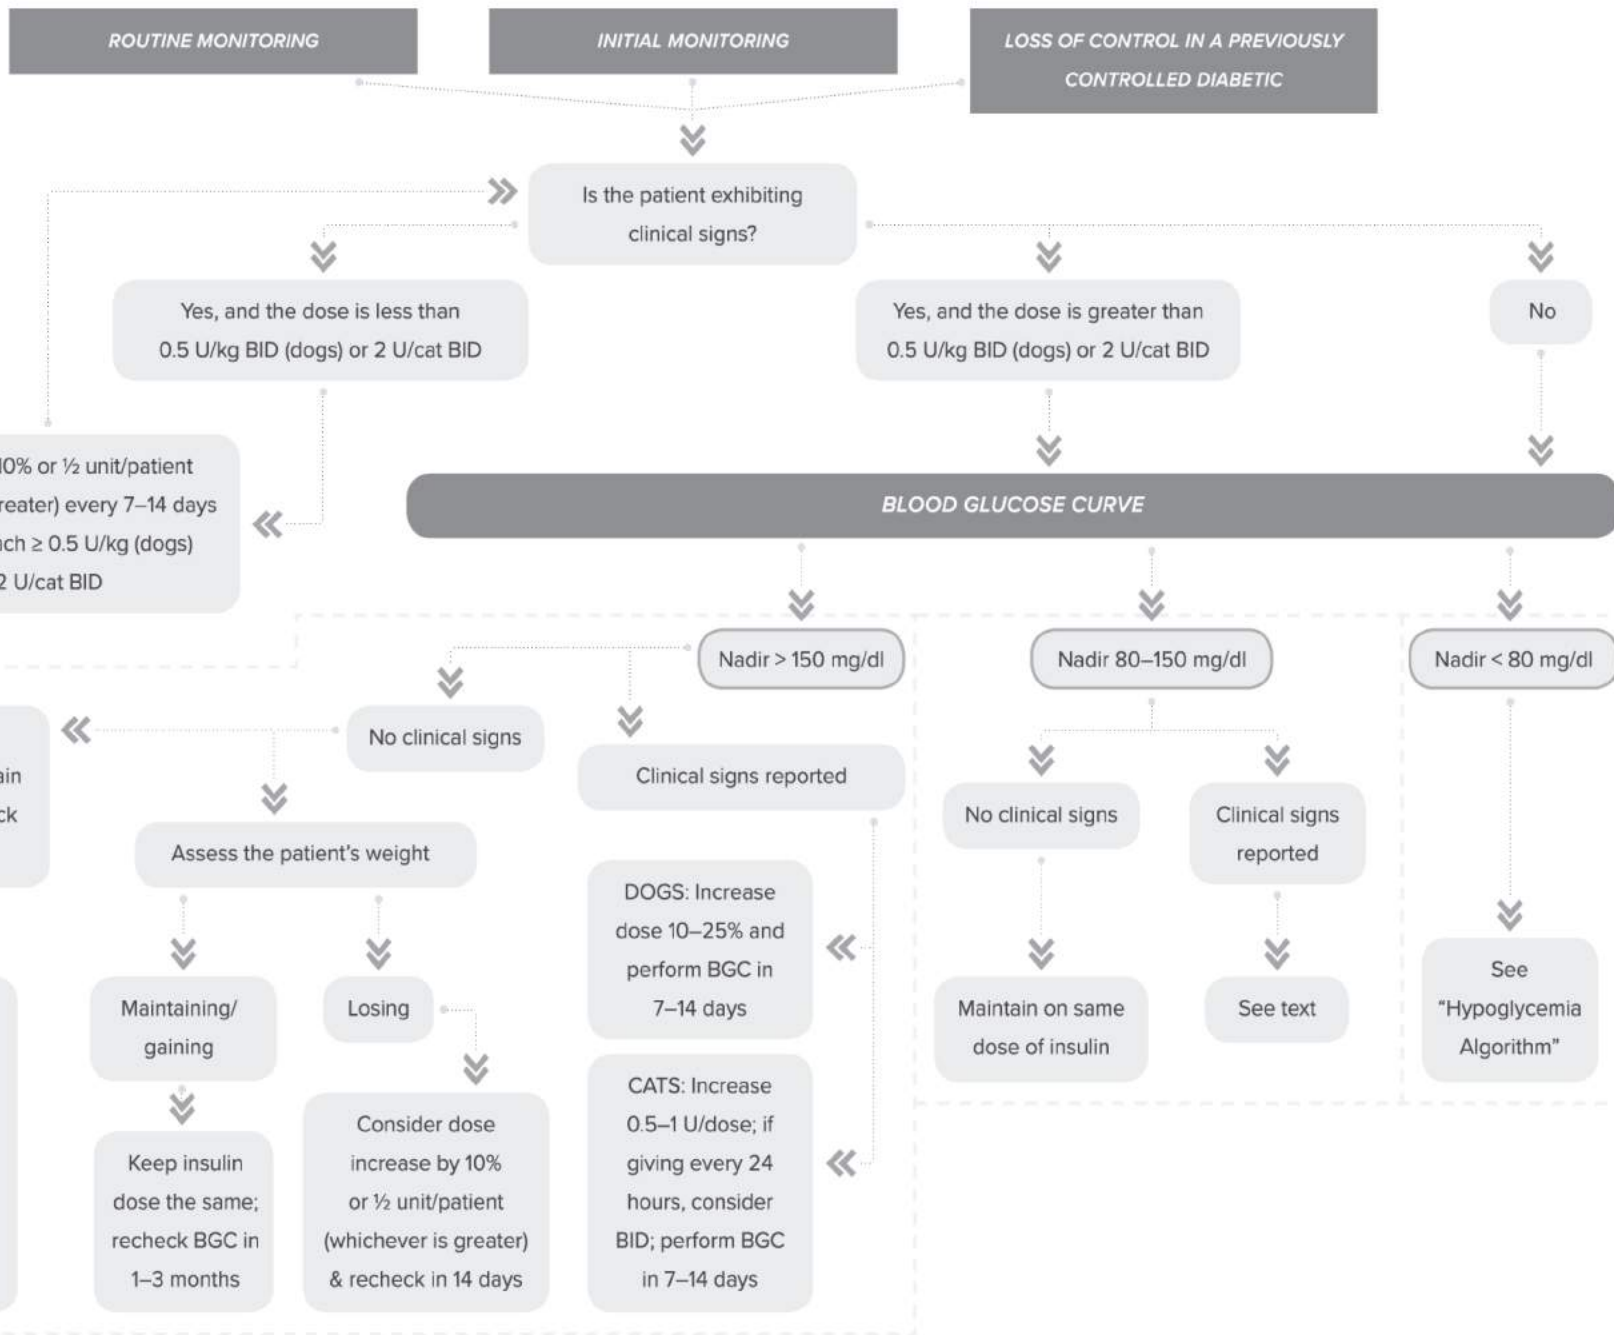 ROUTINE MONITORING
INITIAL MONITORING
LOSS OF CONTROL IN A PREVIOUSLY
CONTROLLED DIABETIC
Is the patient exhibiting
clinical signs?
Yes, and the dose is less than
0.5 U/kg BID (dogs) or 2 U/cat BID
Yes, and the dose is greater than
0.5 U/kg BID (dogs) or 2 U/cat BID
No
10% or ½ unit/patient
reater) every 7–14 days
ch ≥ 0.5 U/kg (dogs)
2 U/cat BID
BLOOD GLUCOSE CURVE
Nadir > 150 mg/dl
Nadir 80–150 mg/dl
Nadir < 80 mg/dl
No clinical signs
Clinical signs reported
ain
ck
Assess the patient's weight
Maintaining/
gaining
Losing
Keep insulin
dose the same;
recheck BGC in
1–3 months
Consider dose
increase by 10%
or ½ unit/patient
(whichever is greater)
& recheck in 14 days
DOGS: Increase
dose 10–25% and
perform BGC in
7–14 days
CATS: Increase
0.5–1 U/dose; if
giving every 24
hours, consider
BID; perform BGC
in 7–14 days
No clinical signs
Clinical signs
reported
Maintain on same
dose of insulin
See text
See
"Hypoglycemia
Algorithm"